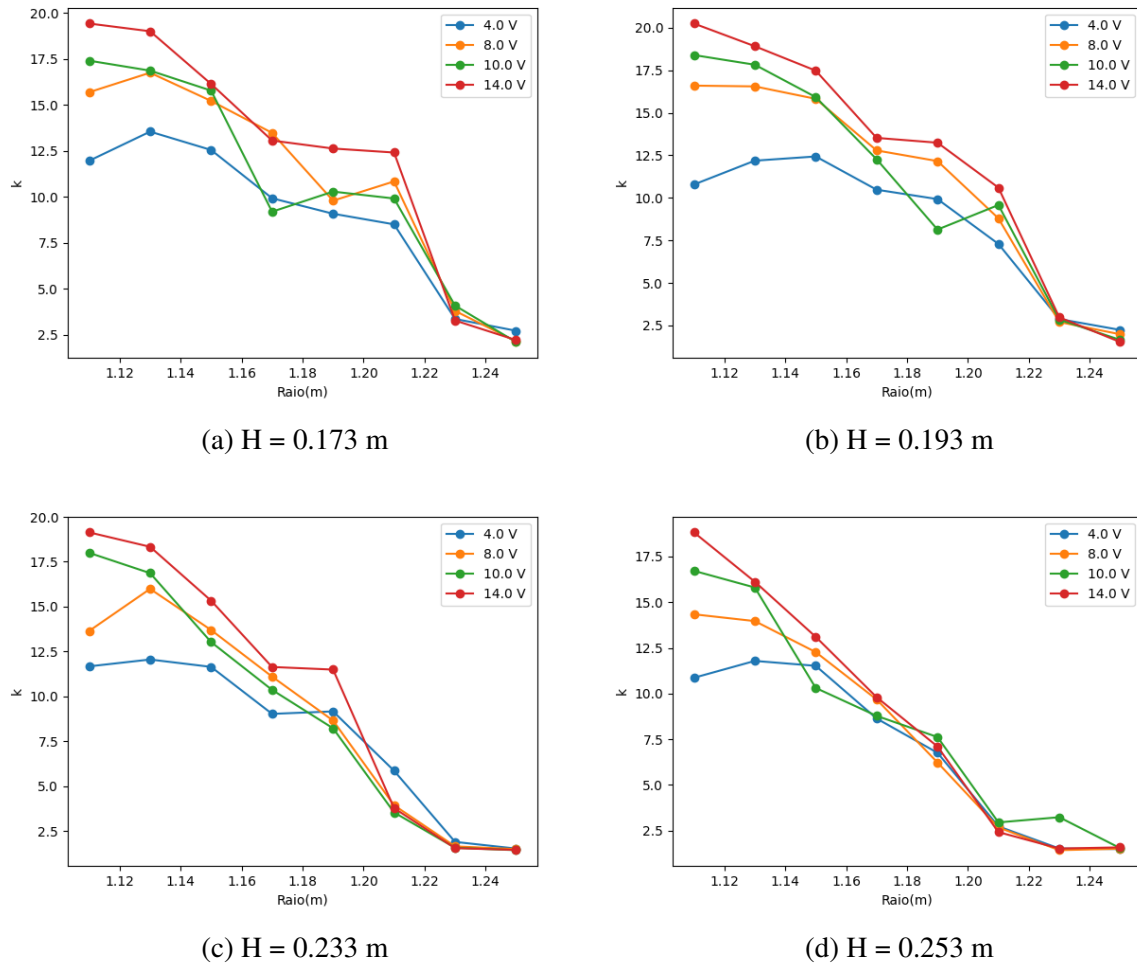 20.0
17.5
15.0
12.5
10.0
7.5
5.0
2.5
k
4.0 V
8.0 V
10.0 V
14.0 V
1.12 1.14 1.16 1.18 1.20 1.22 1.24
Raio(m)
(a) H = 0.173 m
20.0
17.5
15.0
12.5
10.0
7.5
5.0
2.5
k
4.0 V
8.0 V
10.0 V
14.0 V
1.12 1.14 1.16 1.18 1.20 1.22 1.24
Raio(m)
(b) H = 0.193 m
20.0
17.5
15.0
12.5
10.0
7.5
5.0
2.5
k
4.0 V
8.0 V
10.0 V
14.0 V
1.12 1.14 1.16 1.18 1.20 1.22 1.24
Raio(m)
(c) H = 0.233 m
17.5
15.0
12.5
10.0
7.5
5.0
2.5
k
4.0 V
8.0 V
10.0 V
14.0 V
1.12 1.14 1.16 1.18 1.20 1.22 1.24
Raio(m)
(d) H = 0.253 m